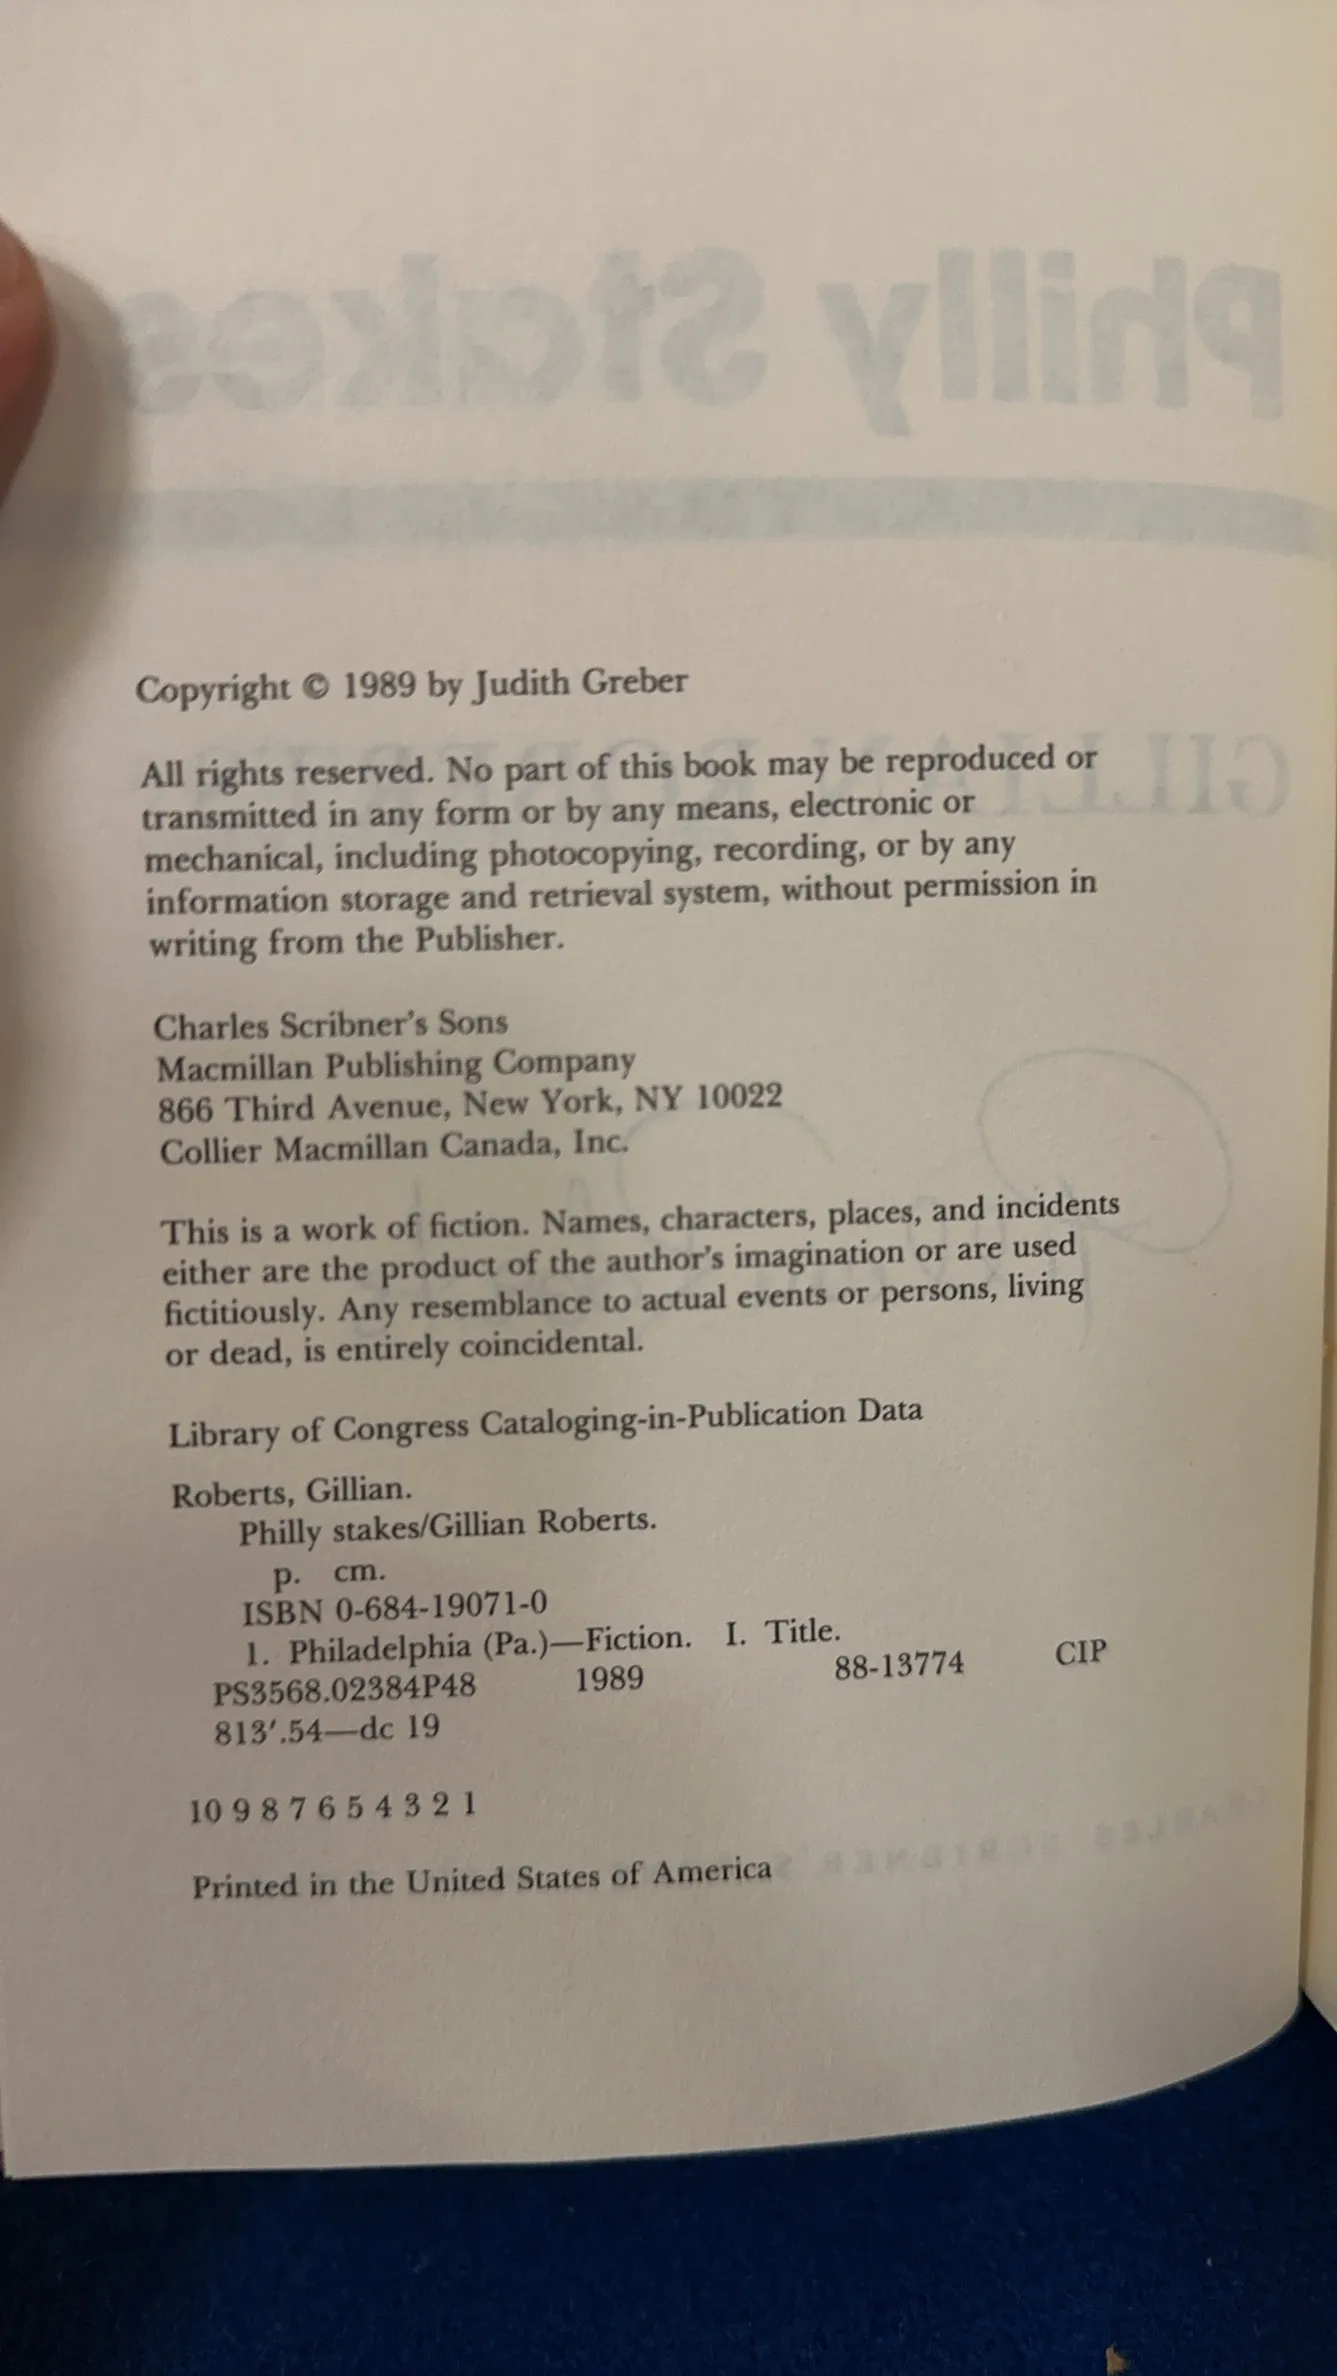 Philly Stakes
Copyright © 1989 by Judith Greber
GILLIAN ROBERTS
All rights reserved. No part of this book may be reproduced or
transmitted in any form or by any means, electronic or
mechanical, including photocopying, recording, or by any
information storage and retrieval system, without permission in
writing from the Publisher.
Charles Scribner's Sons
Macmillan Publishing Company
866 Third Avenue, New York, NY 10022
Collier Macmillan Canada, Inc.
This is a work of fiction. Names, characters, places, and incidents
either are the product of the author's imagination or are used
fictitiously. Any resemblance to actual events or persons, living
or dead, is entirely coincidental.
Library of Congress Cataloging-in-Publication Data
Roberts, Gillian.
Philly stakes/Gillian Roberts.
p. cm.
ISBN 0-684-19071-0
1. Philadelphia (Pa.)—Fiction. I. Title.
PS3568.02384P48 1989 88-13774 CIP
813'.54—dc 19
10 9 8 7 6 5 4 3 2 1
CHARLES SCRIBNER'S
Printed in the United States of America